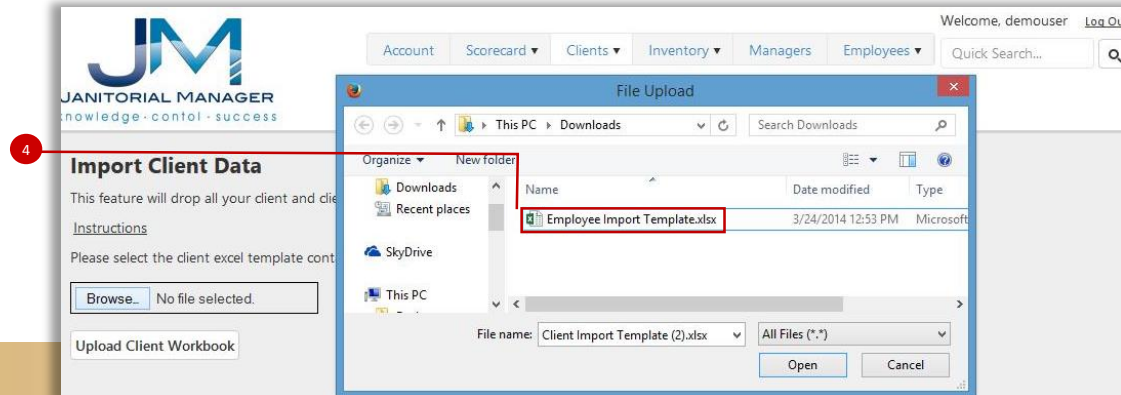 Welcome, demouser Log Ou
Account Scorecard ▾ Clients ▾ Inventory ▾ Managers Employees ▾ Quick Search...
JM
JANITORIAL MANAGER
knowledge · contol · success
File Upload
This PC ▸ Downloads Search Downloads
Organize ▾ New folder
4
Import Client Data
This feature will drop all your client and clie
Instructions
Please select the client excel template cont
Browse... No file selected.
Upload Client Workbook
Downloads
Recent places
SkyDrive
This PC
Name Date modified Type
Employee Import Template.xlsx 3/24/2014 12:53 PM Microsoft
File name: Client Import Template (2).xlsx All Files (*.*)
Open Cancel